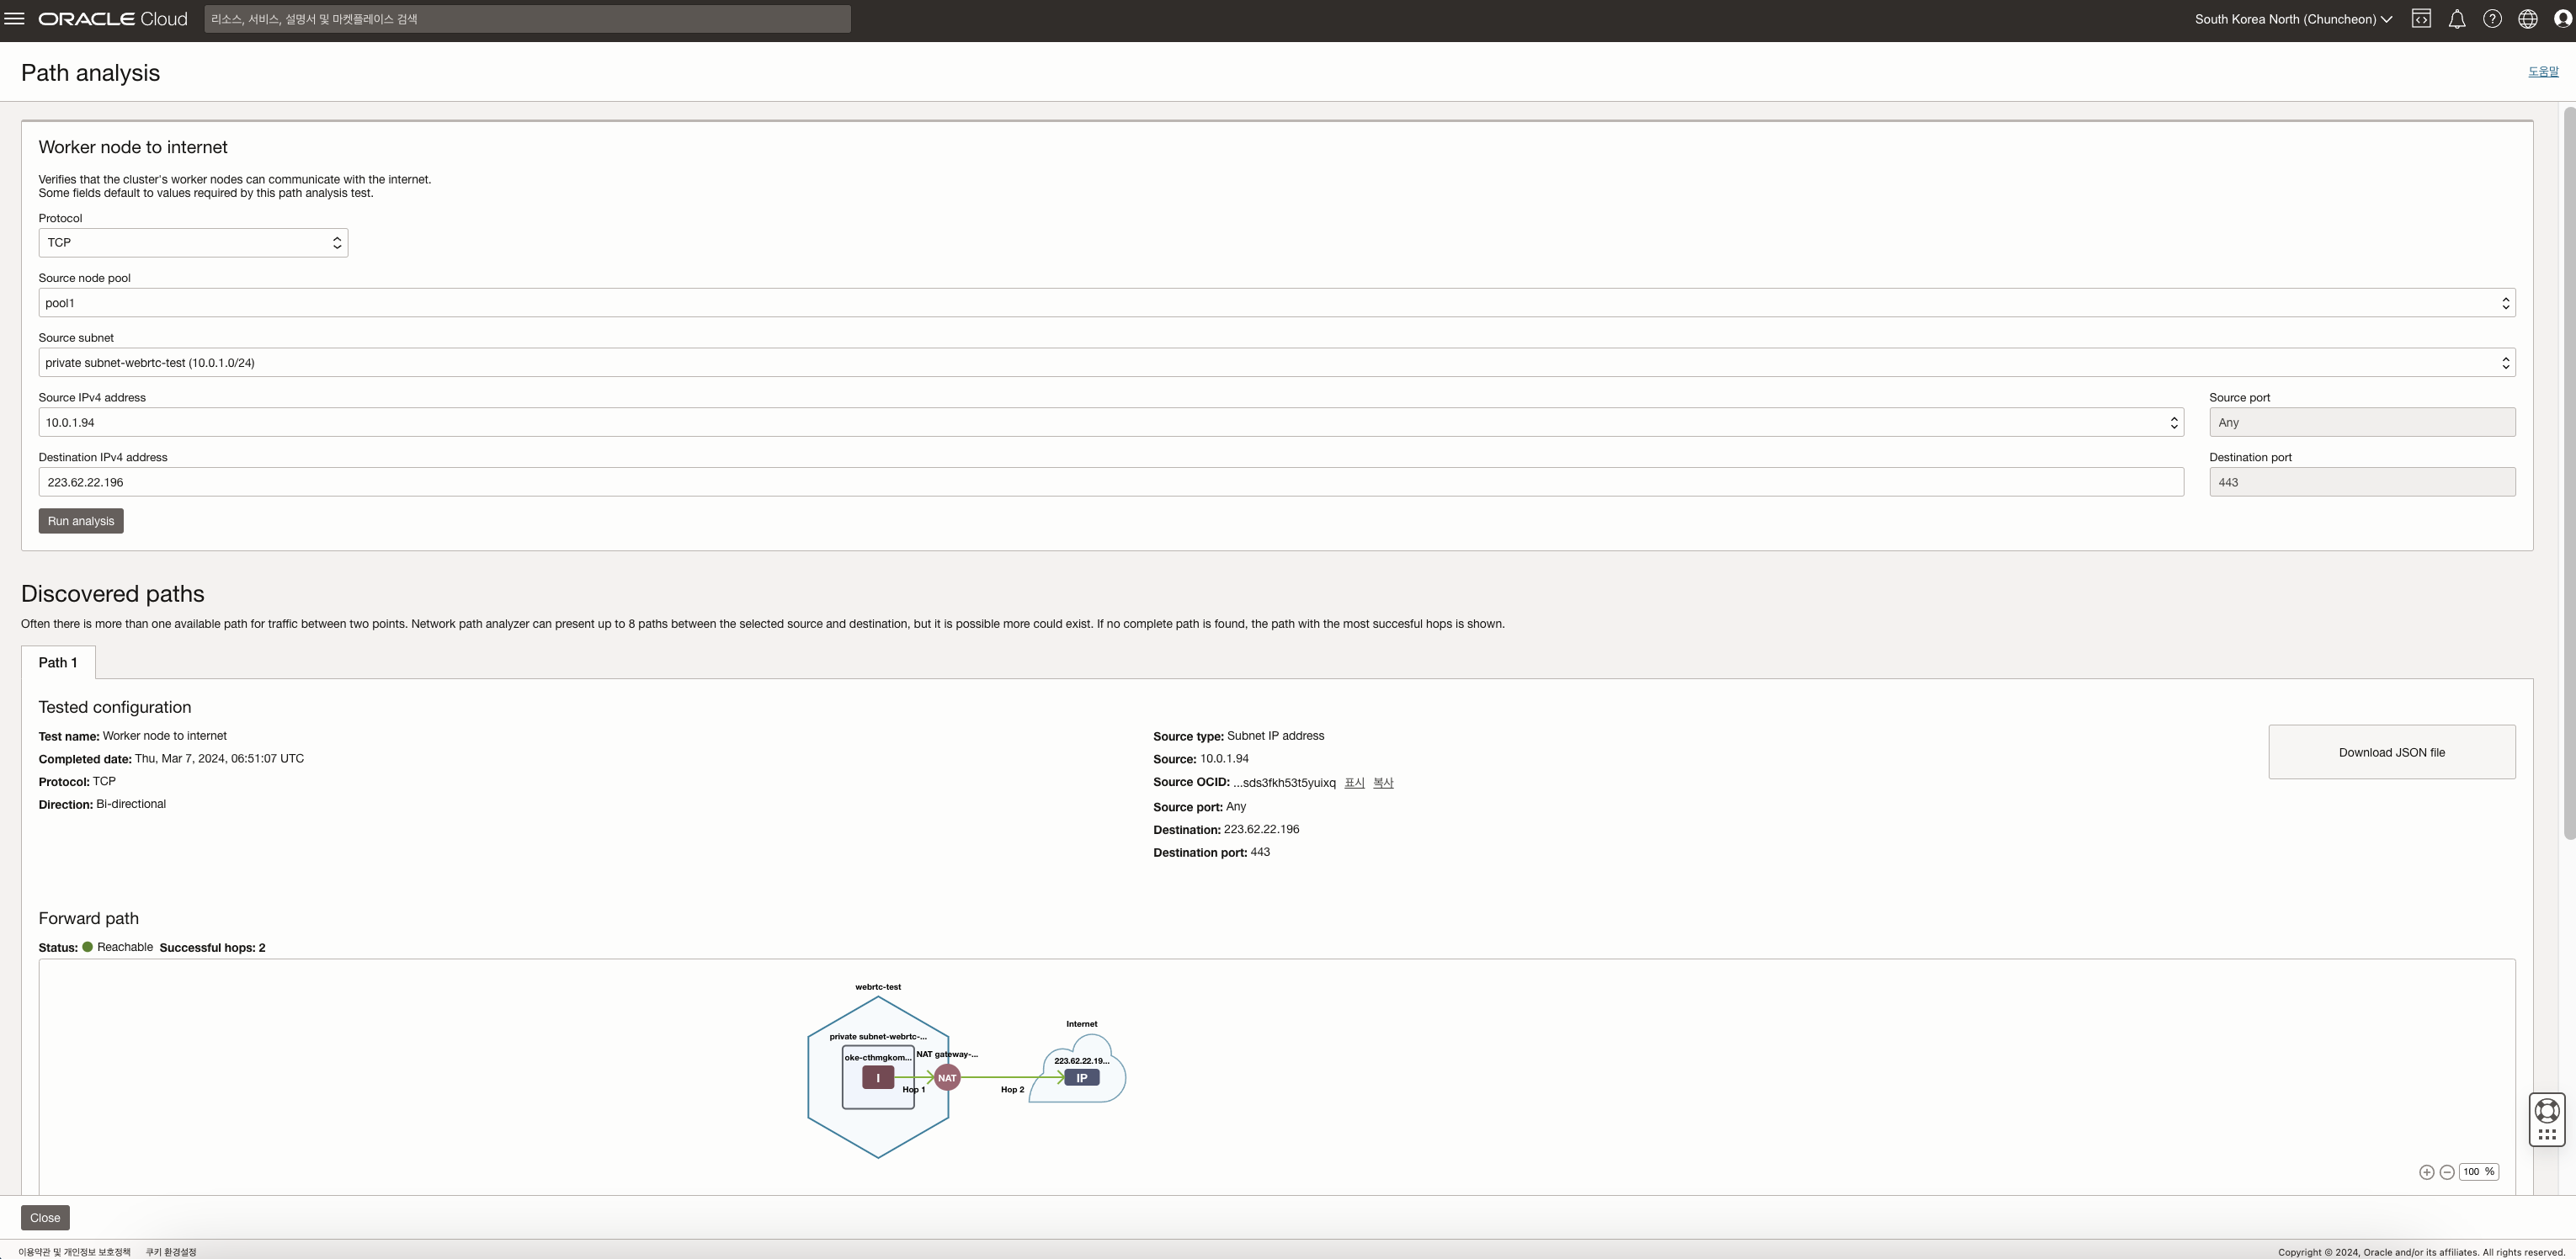 ORACLE Cloud
리소스, 서비스, 설명서 및 마켓플레이스 검색
South Korea North (Chuncheon)
Path analysis
도움말
Worker node to internet
Verifies that the cluster's worker nodes can communicate with the internet.
Some fields default to values required by this path analysis test.
Protocol
TCP
Source node pool
pool1
Source subnet
private subnet-webrtc-test (10.0.1.0/24)
Source IPv4 address
Source port
10.0.1.94
Any
Destination IPv4 address
Destination port
223.62.22.196
443
Run analysis
Discovered paths
Often there is more than one available path for traffic between two points. Network path analyzer can present up to 8 paths between the selected source and destination, but it is possible more could exist. If no complete path is found, the path with the most succesful hops is shown.
Path 1
Tested configuration
Test name: Worker node to internet
Completed date: Thu, Mar 7, 2024, 06:51:07 UTC
Protocol: TCP
Direction: Bi-directional
Source type: Subnet IP address
Source: 10.0.1.94
Source OCID: ...sds3fkh53t5yuixq 표시 복사
Source port: Any
Destination: 223.62.22.196
Destination port: 443
Download JSON file
Forward path
Status: Reachable Successful hops: 2
webrtc-test
private subnet-webrtc-...
oke-cthmgkom...
I
NAT gateway-...
NAT
Hop 1
Hop 2
Internet
223.62.22.19...
IP
100 %
Close
이용약관 및 개인정보 보호정책 쿠키 환경설정
Copyright © 2024, Oracle and/or its affiliates. All rights reserved.